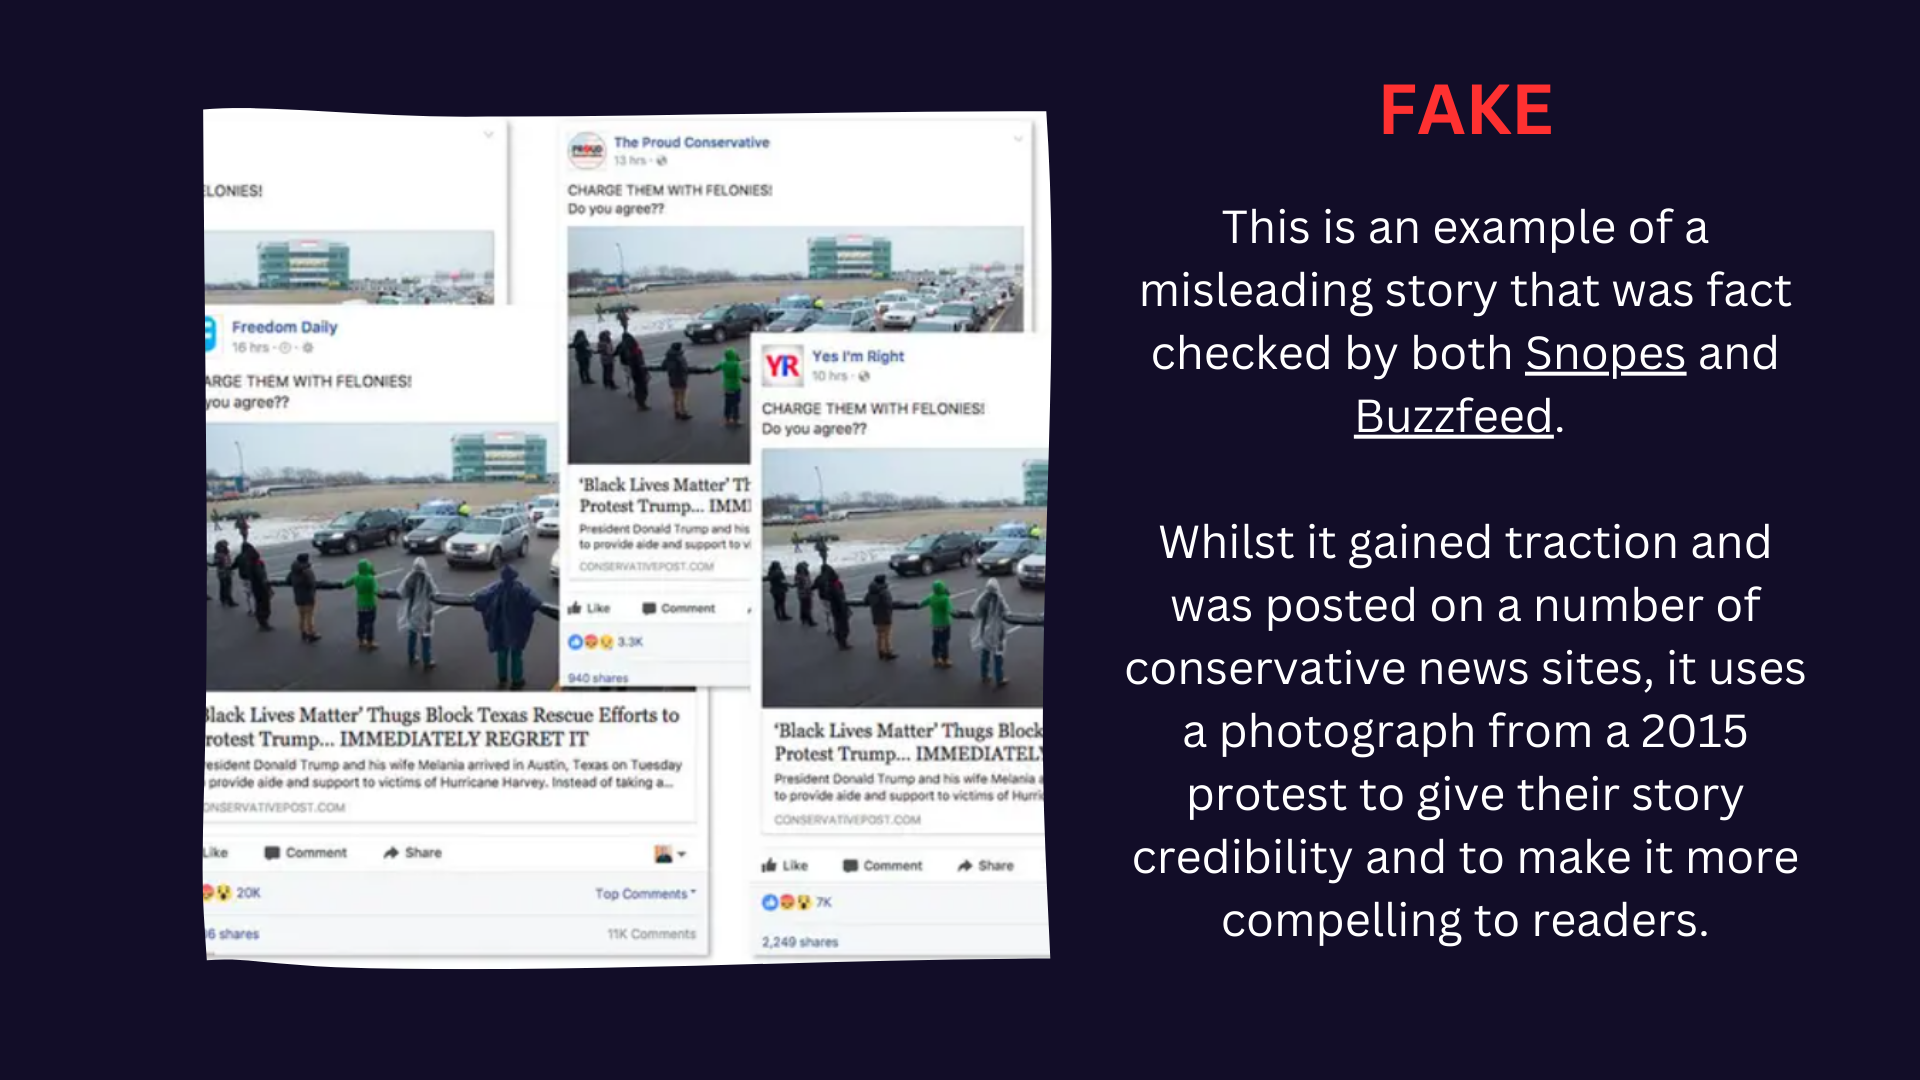 ELONIES!
Freedom Daily
16 hrs
ARGE THEM WITH FELONIES!
you agree??
Black Lives Matter' Thugs Block Texas Rescue Efforts to
rotest Trump... IMMEDIATELY REGRET IT
esident Donald Trump and his wife Melania arrived in Austin, Texas on Tuesday
provide aide and support to victims of Hurricane Harvey. Instead of taking a...
ONSERVATIVEPOST.COM
Like Comment Share
20K Top Comments
6 shares 11K Comments
PROUD
The Proud Conservative
13 hrs
CHARGE THEM WITH FELONIES!
Do you agree??
'Black Lives Matter' Th
Protest Trump... IMMI
President Donald Trump and his
to provide aide and support to vi
CONSERVATIVEPOST.COM
Like Comment
3.3K
940 shares
YR
Yes I'm Right
10 hrs
CHARGE THEM WITH FELONIES!
Do you agree??
'Black Lives Matter' Thugs Block
Protest Trump... IMMEDIATELY
President Donald Trump and his wife Melania a
to provide aide and support to victims of Hurric
CONSERVATIVEPOST.COM
Like Comment Share
7K
2,249 shares
FAKE
This is an example of a
misleading story that was fact
checked by both Snopes and
Buzzfeed.
Whilst it gained traction and
was posted on a number of
conservative news sites, it uses
a photograph from a 2015
protest to give their story
credibility and to make it more
compelling to readers.